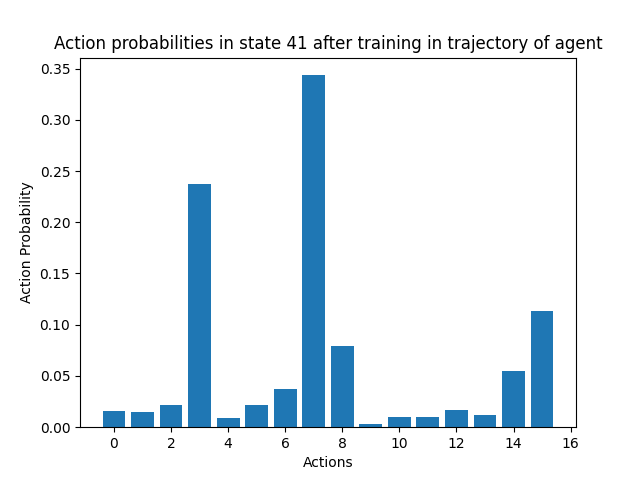 Action probabilities in state 41 after training in trajectory of agent
0.35
0.30
0.25
0.20
0.15
0.10
0.05
0.00
Action Probability
0 2 4 6 8 10 12 14 16
Actions